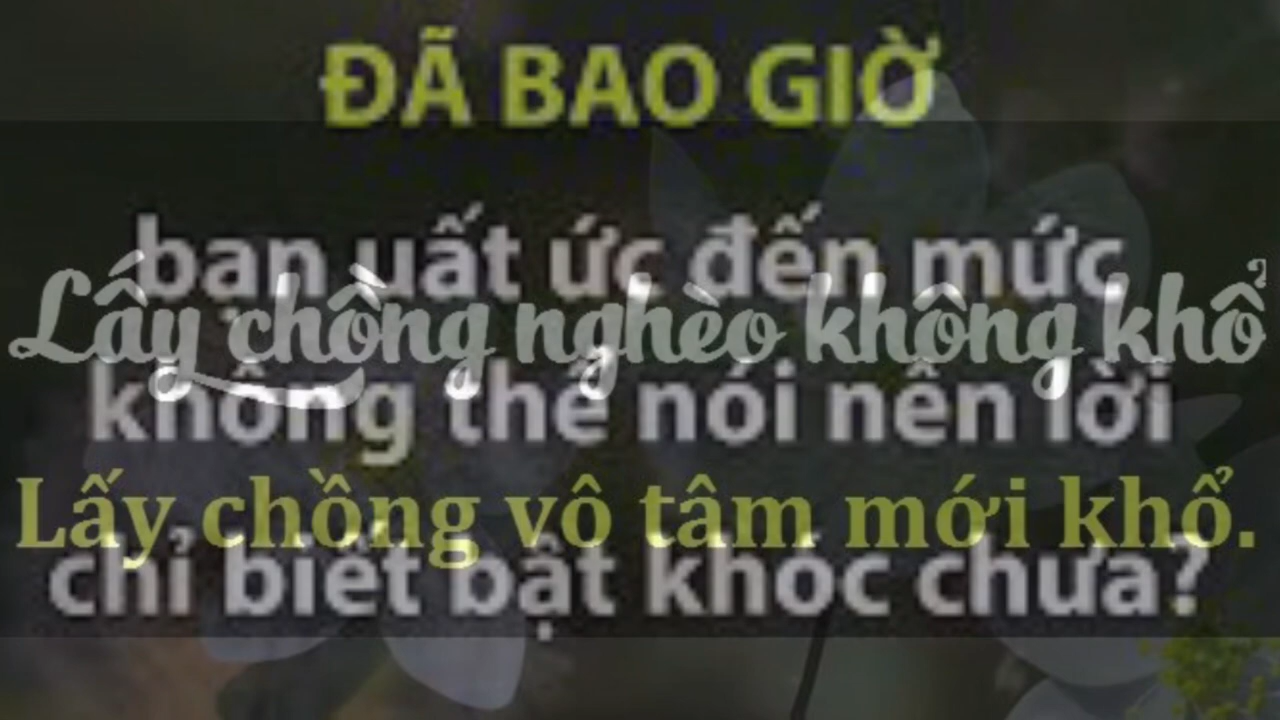 ĐÃ BAO GIỜ
bạn uất ức đến mức
Lấy chồng nghèo không khổ
không thể nói nên lời
Lấy chồng vô tâm mới khổ.
chỉ biết bật khóc chưa?